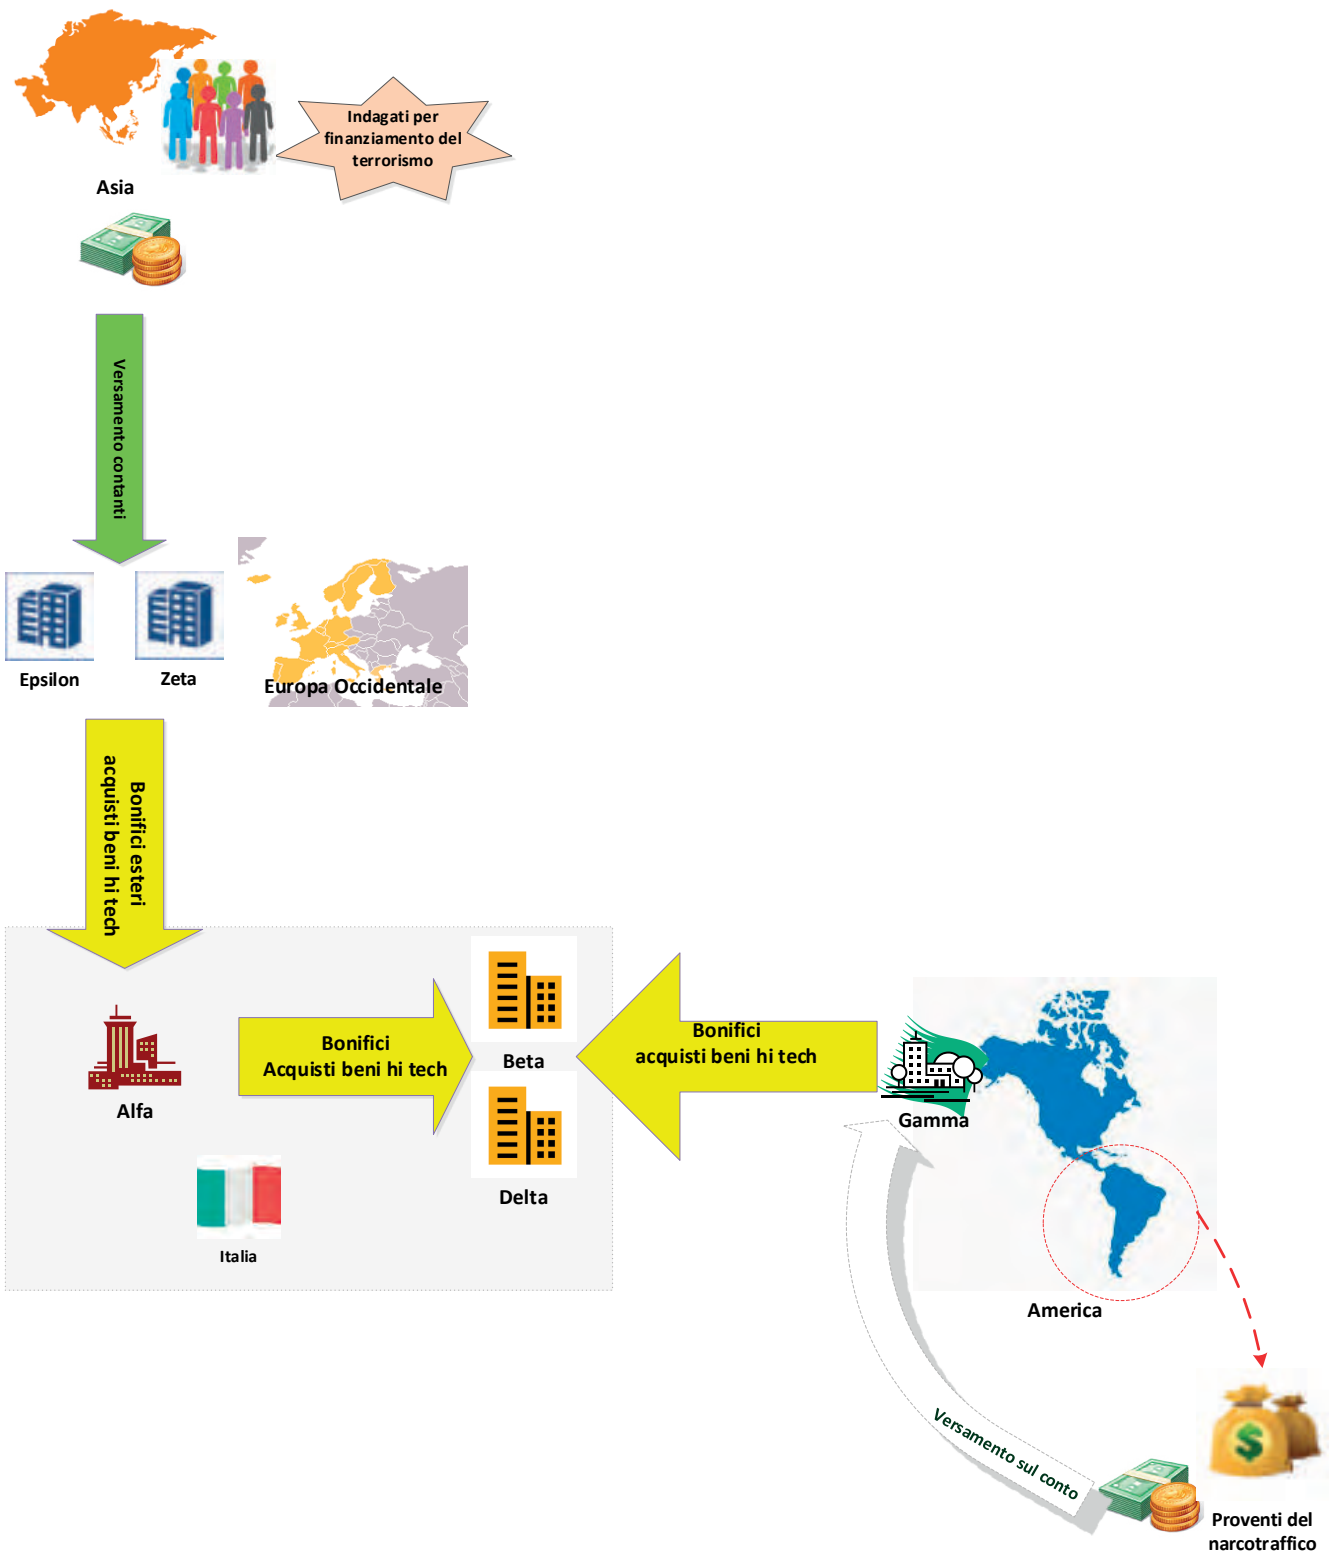 Indagati per
finanziamento del
terrorismo
Asia
Versamento contanti
Epsilon
Zeta
Europa Occidentale
Bonifici esteri
acquisti beni hi tech
Bonifici
Acquisti beni hi tech
Beta
Bonifici
acquisti beni hi tech
Alfa
Gamma
Delta
Italia
America
Versamento sul conto
$
Proventi del
narcotraffico